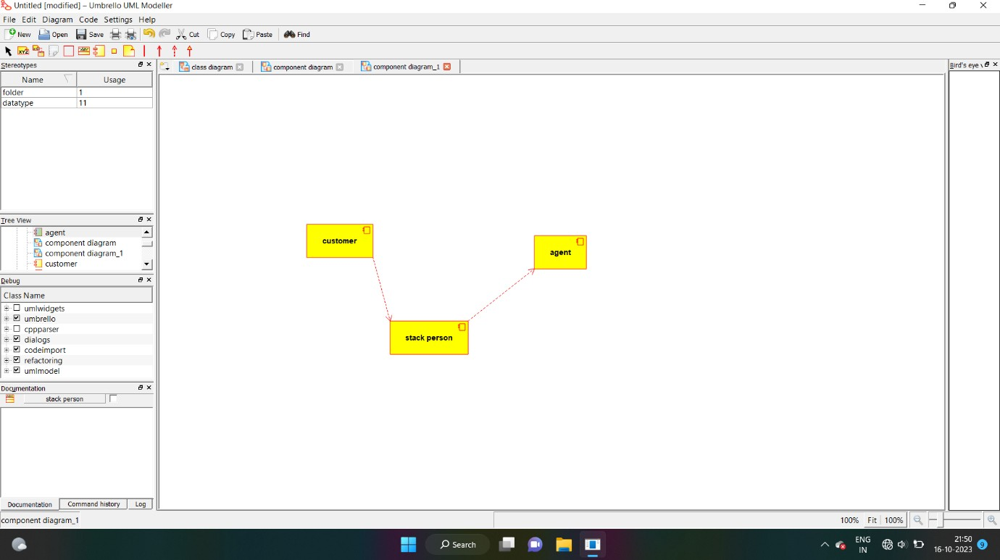 Untitled [modified] – Umbrello UML Modeller
File Edit Diagram Code Settings Help
New Open Save Cut Copy Paste Find
XYZ
Stereotypes
Name Usage
folder 1
datatype 11
class diagram component diagram component diagram_1
Bird's eye v
customer
agent
stack person
Tree View
agent
component diagram
component diagram_1
customer
Debug
Class Name
umlwidgets
umbrello
cppparser
dialogs
codeimport
refactoring
umlmodel
Documentation
stack person
Documentation Command history Log
component diagram_1
100% Fit 100%
Search
ENG
IN
21:50
16-10-2023
9